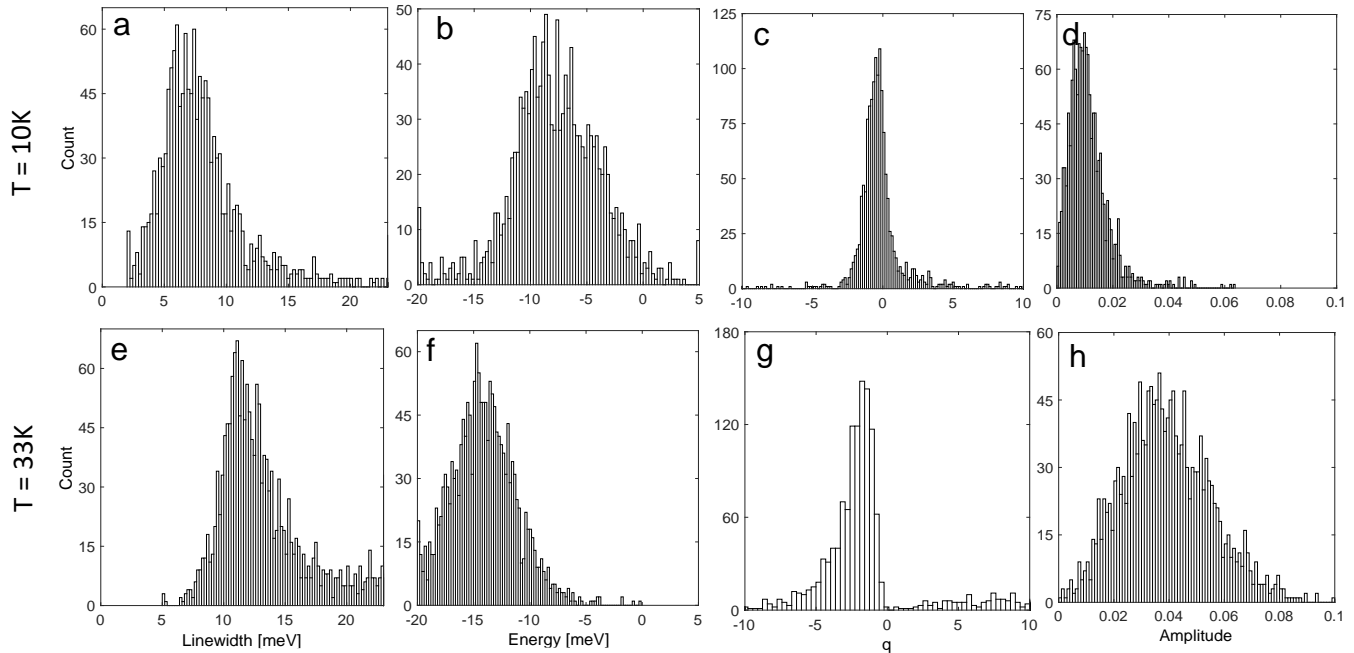 T = 10K
a
Count
60
45
30
15
0
0 5 10 15 20
b
50
40
30
20
10
0
-20 -15 -10 -5 0 5
c
125
100
75
50
25
0
-10 -5 0 5 10
d
75
60
45
30
15
0
0 0.02 0.04 0.06 0.08 0.1
T = 33K
e
Count
60
45
30
15
0
0 5 10 15 20
Linewidth [meV]
f
60
45
30
15
0
-20 -15 -10 -5 0 5
Energy [meV]
g
180
120
60
0
-10 -5 0 5 10
q
h
60
45
30
15
0
0 0.02 0.04 0.06 0.08 0.1
Amplitude